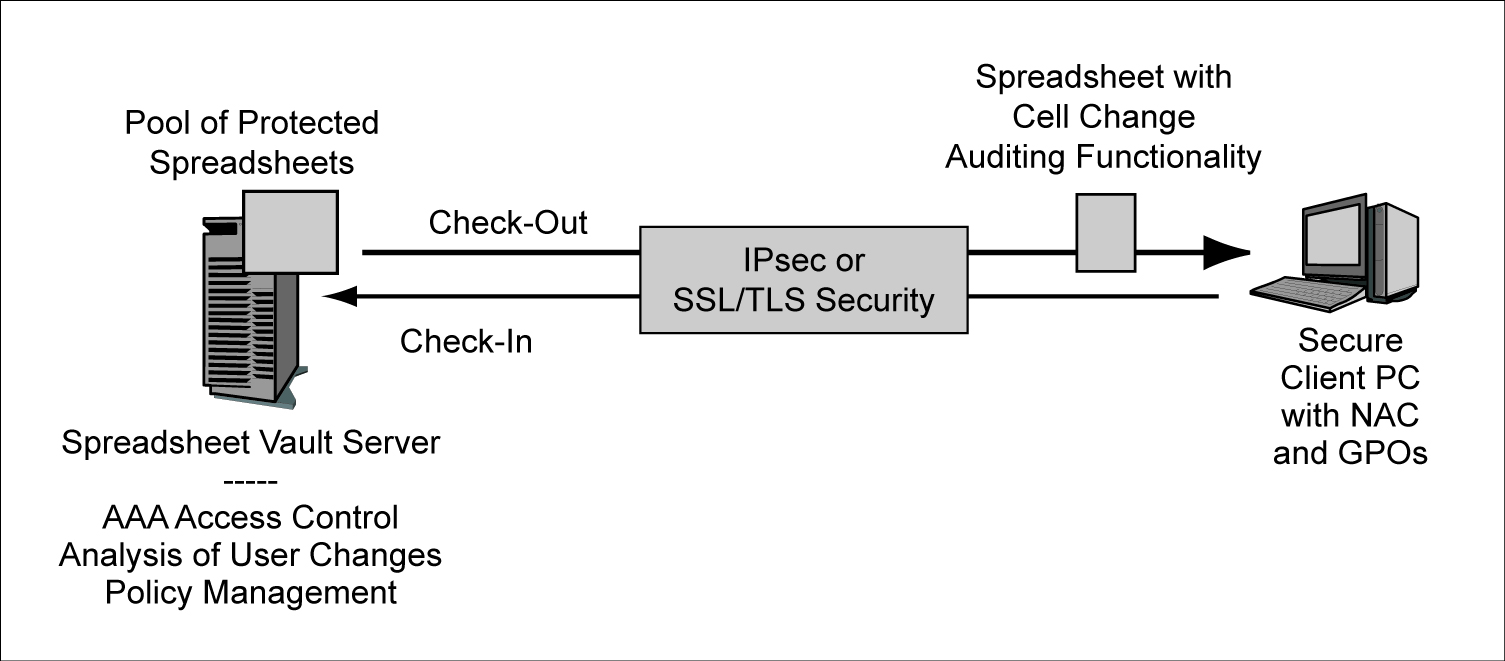 Pool of Protected
Spreadsheets
Check-Out
Check-In
IPsec or
SSL/TLS Security
Spreadsheet with
Cell Change
Auditing Functionality
Secure
Client PC
with NAC
and GPOs
Spreadsheet Vault Server
-----
AAA Access Control
Analysis of User Changes
Policy Management